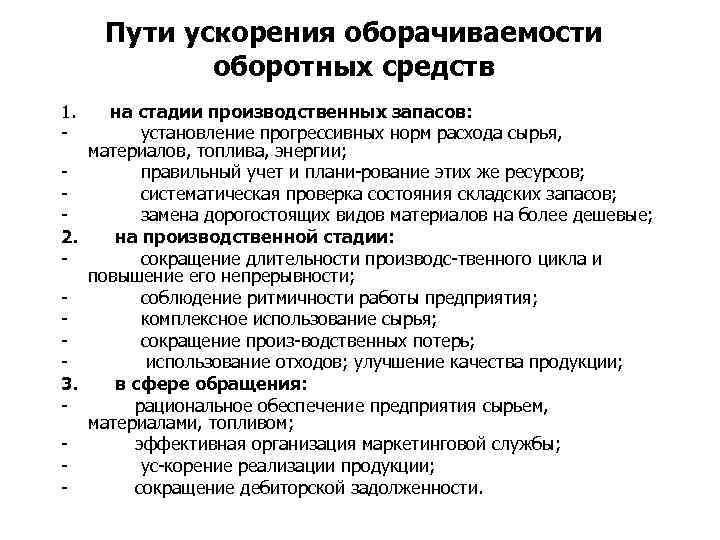 Пути ускорения оборачиваемости
оборотных средств
1. на стадии производственных запасов:
- установление прогрессивных норм расхода сырья,
материалов, топлива, энергии;
- правильный учет и плани-рование этих же ресурсов;
- систематическая проверка состояния складских запасов;
- замена дорогостоящих видов материалов на более дешевые;
2. на производственной стадии:
- сокращение длительности производс-твенного цикла и
повышение его непрерывности;
- соблюдение ритмичности работы предприятия;
- комплексное использование сырья;
- сокращение произ-водственных потерь;
- использование отходов; улучшение качества продукции;
3. в сфере обращения:
- рациональное обеспечение предприятия сырьем,
материалами, топливом;
- эффективная организация маркетинговой службы;
- ус-корение реализации продукции;
- сокращение дебиторской задолженности.